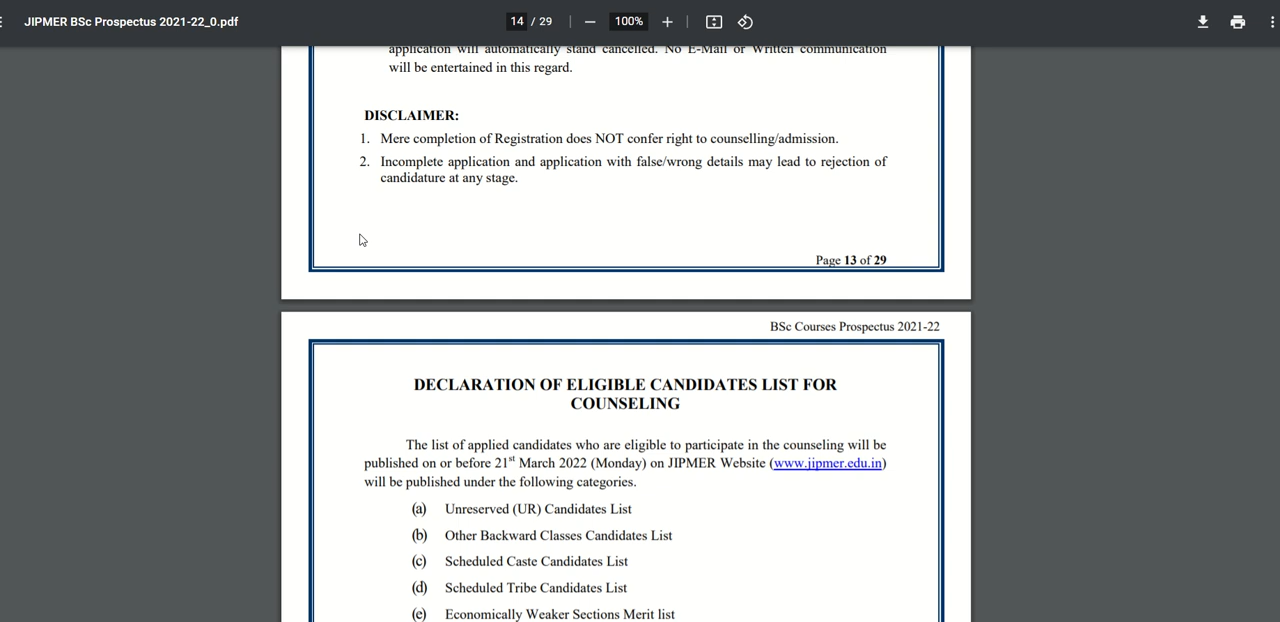 JIPMER BSc Prospectus 2021-22_0.pdf
14 / 29
100%
application will automatically stand cancelled. No E-Mail or Written communication
will be entertained in this regard.
DISCLAIMER:
1. Mere completion of Registration does NOT confer right to counselling/admission.
2. Incomplete application and application with false/wrong details may lead to rejection of
candidature at any stage.
Page 13 of 29
BSc Courses Prospectus 2021-22
DECLARATION OF ELIGIBLE CANDIDATES LIST FOR
COUNSELING
The list of applied candidates who are eligible to participate in the counseling will be
published on or before 21st March 2022 (Monday) on JIPMER Website (www.jipmer.edu.in)
will be published under the following categories.
(a) Unreserved (UR) Candidates List
(b) Other Backward Classes Candidates List
(c) Scheduled Caste Candidates List
(d) Scheduled Tribe Candidates List
(e) Economically Weaker Sections Merit list